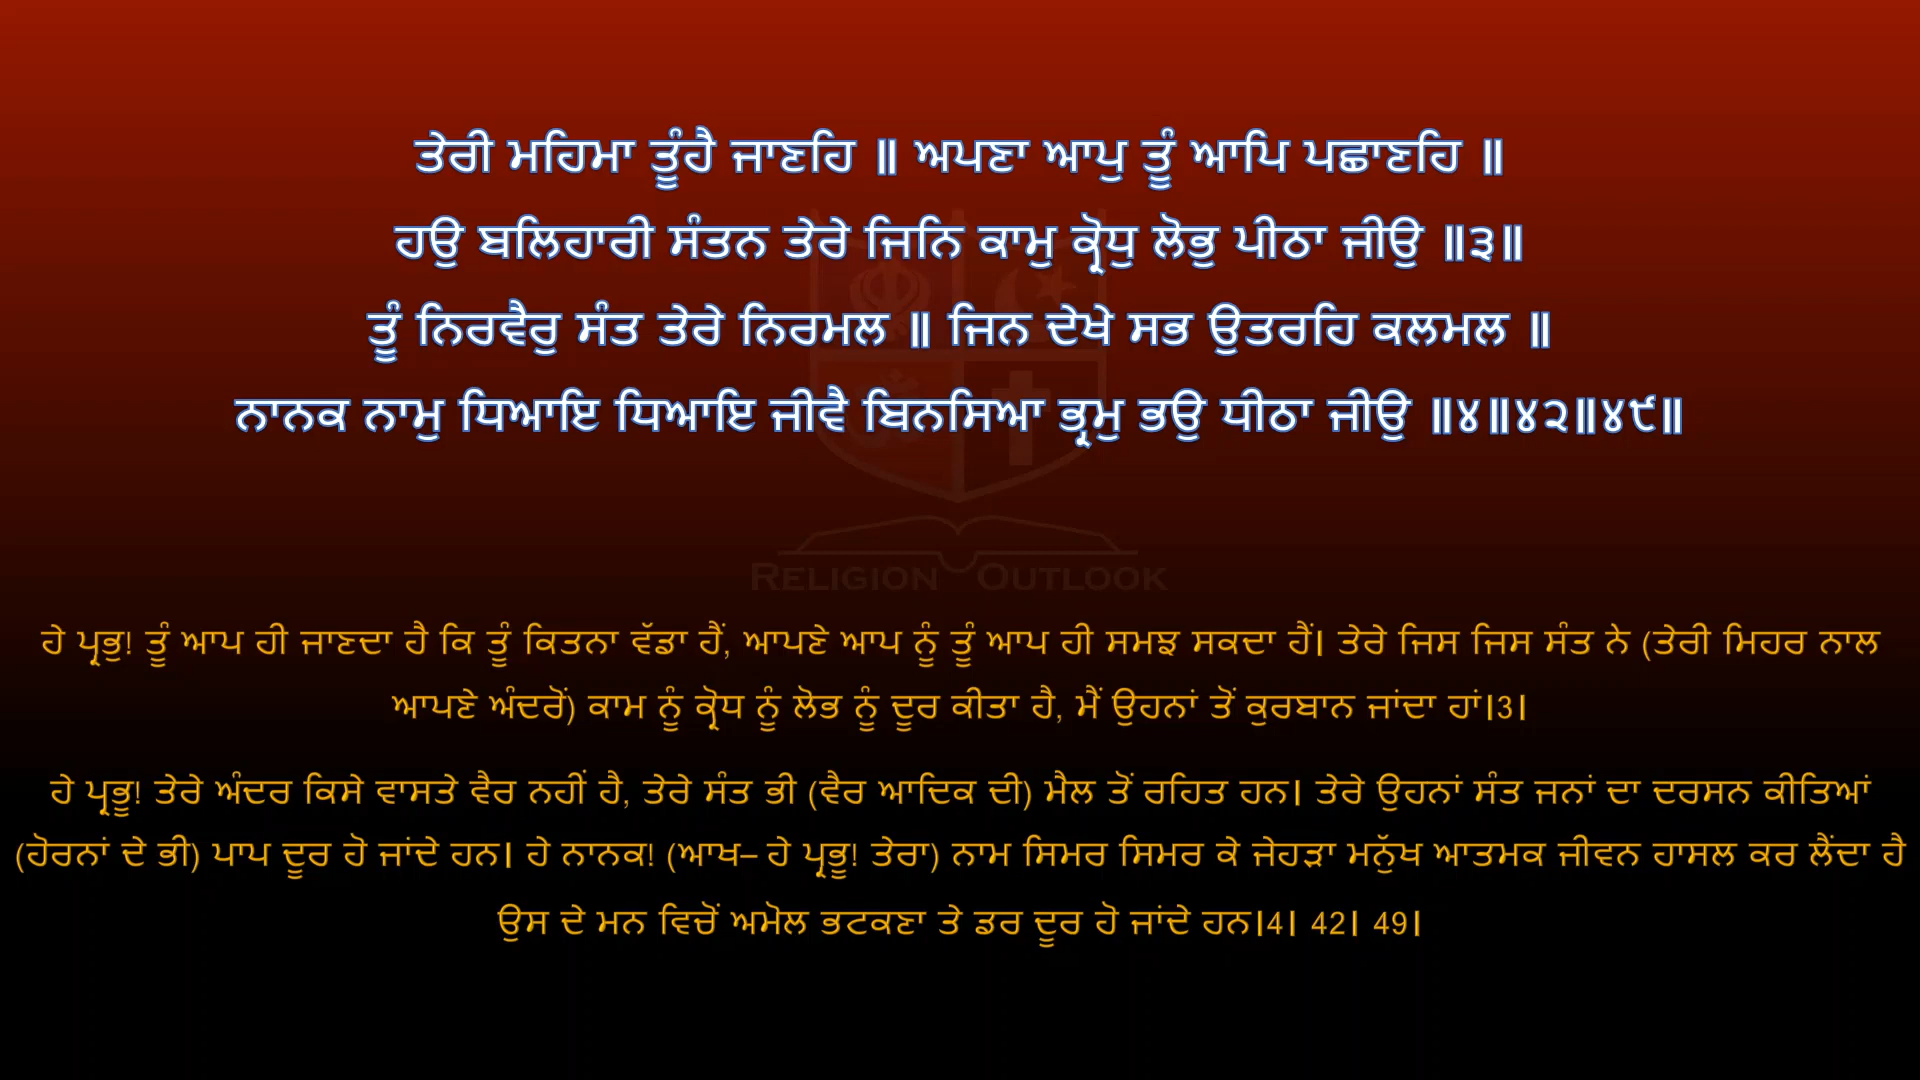 ਤੇਰੀ ਮਹਿਮਾ ਤੂੰਹੈ ਜਾਣਹਿ ॥ ਅਪਣਾ ਆਪੁ ਤੂੰ ਆਪਿ ਪਛਾਣਹਿ ॥
ਹਉ ਬਲਿਹਾਰੀ ਸੰਤਨ ਤੇਰੇ ਜਿਨਿ ਕਾਮੁ ਕ੍ਰੋਧੁ ਲੋਭੁ ਪੀਠਾ ਜੀਉ ॥੩॥
ਤੂੰ ਨਿਰਵੈਰੁ ਸੰਤ ਤੇਰੇ ਨਿਰਮਲ ॥ ਜਿਨ ਦੇਖੇ ਸਭ ਉਤਰਹਿ ਕਲਮਲ ॥
ਨਾਨਕ ਨਾਮੁ ਧਿਆਇ ਧਿਆਇ ਜੀਵੈ ਬਿਨਸਿਆ ਭ੍ਰਮੁ ਭਉ ਧੀਠਾ ਜੀਉ ॥੪॥੪੨॥੪੯॥
RELIGION OUTLOOK
ਹੇ ਪ੍ਰਭੁ! ਤੂੰ ਆਪ ਹੀ ਜਾਣਦਾ ਹੈ ਕਿ ਤੂੰ ਕਿਤਨਾ ਵੱਡਾ ਹੈਂ, ਆਪਣੇ ਆਪ ਨੂੰ ਤੂੰ ਆਪ ਹੀ ਸਮਝ ਸਕਦਾ ਹੈਂ। ਤੇਰੇ ਜਿਸ ਜਿਸ ਸੰਤ ਨੇ (ਤੇਰੀ ਮਿਹਰ ਨਾਲ
ਆਪਣੇ ਅੰਦਰੋਂ) ਕਾਮ ਨੂੰ ਕ੍ਰੋਧ ਨੂੰ ਲੋਭ ਨੂੰ ਦੂਰ ਕੀਤਾ ਹੈ, ਮੈਂ ਉਹਨਾਂ ਤੋਂ ਕੁਰਬਾਨ ਜਾਂਦਾ ਹਾਂ।3।
ਹੇ ਪ੍ਰਭੂ! ਤੇਰੇ ਅੰਦਰ ਕਿਸੇ ਵਾਸਤੇ ਵੈਰ ਨਹੀਂ ਹੈ, ਤੇਰੇ ਸੰਤ ਭੀ (ਵੈਰ ਆਦਿਕ ਦੀ) ਮੈਲ ਤੋਂ ਰਹਿਤ ਹਨ। ਤੇਰੇ ਉਹਨਾਂ ਸੰਤ ਜਨਾਂ ਦਾ ਦਰਸਨ ਕੀਤਿਆਂ
(ਹੋਰਨਾਂ ਦੇ ਭੀ) ਪਾਪ ਦੂਰ ਹੋ ਜਾਂਦੇ ਹਨ। ਹੇ ਨਾਨਕ! (ਆਖ– ਹੇ ਪ੍ਰਭੂ! ਤੇਰਾ) ਨਾਮ ਸਿਮਰ ਸਿਮਰ ਕੇ ਜੇਹੜਾ ਮਨੁੱਖ ਆਤਮਕ ਜੀਵਨ ਹਾਸਲ ਕਰ ਲੈਂਦਾ ਹੈ
ਉਸ ਦੇ ਮਨ ਵਿਚੋਂ ਅਮੋਲ ਭਟਕਣਾ ਤੇ ਡਰ ਦੂਰ ਹੋ ਜਾਂਦੇ ਹਨ।4। 42। 49।